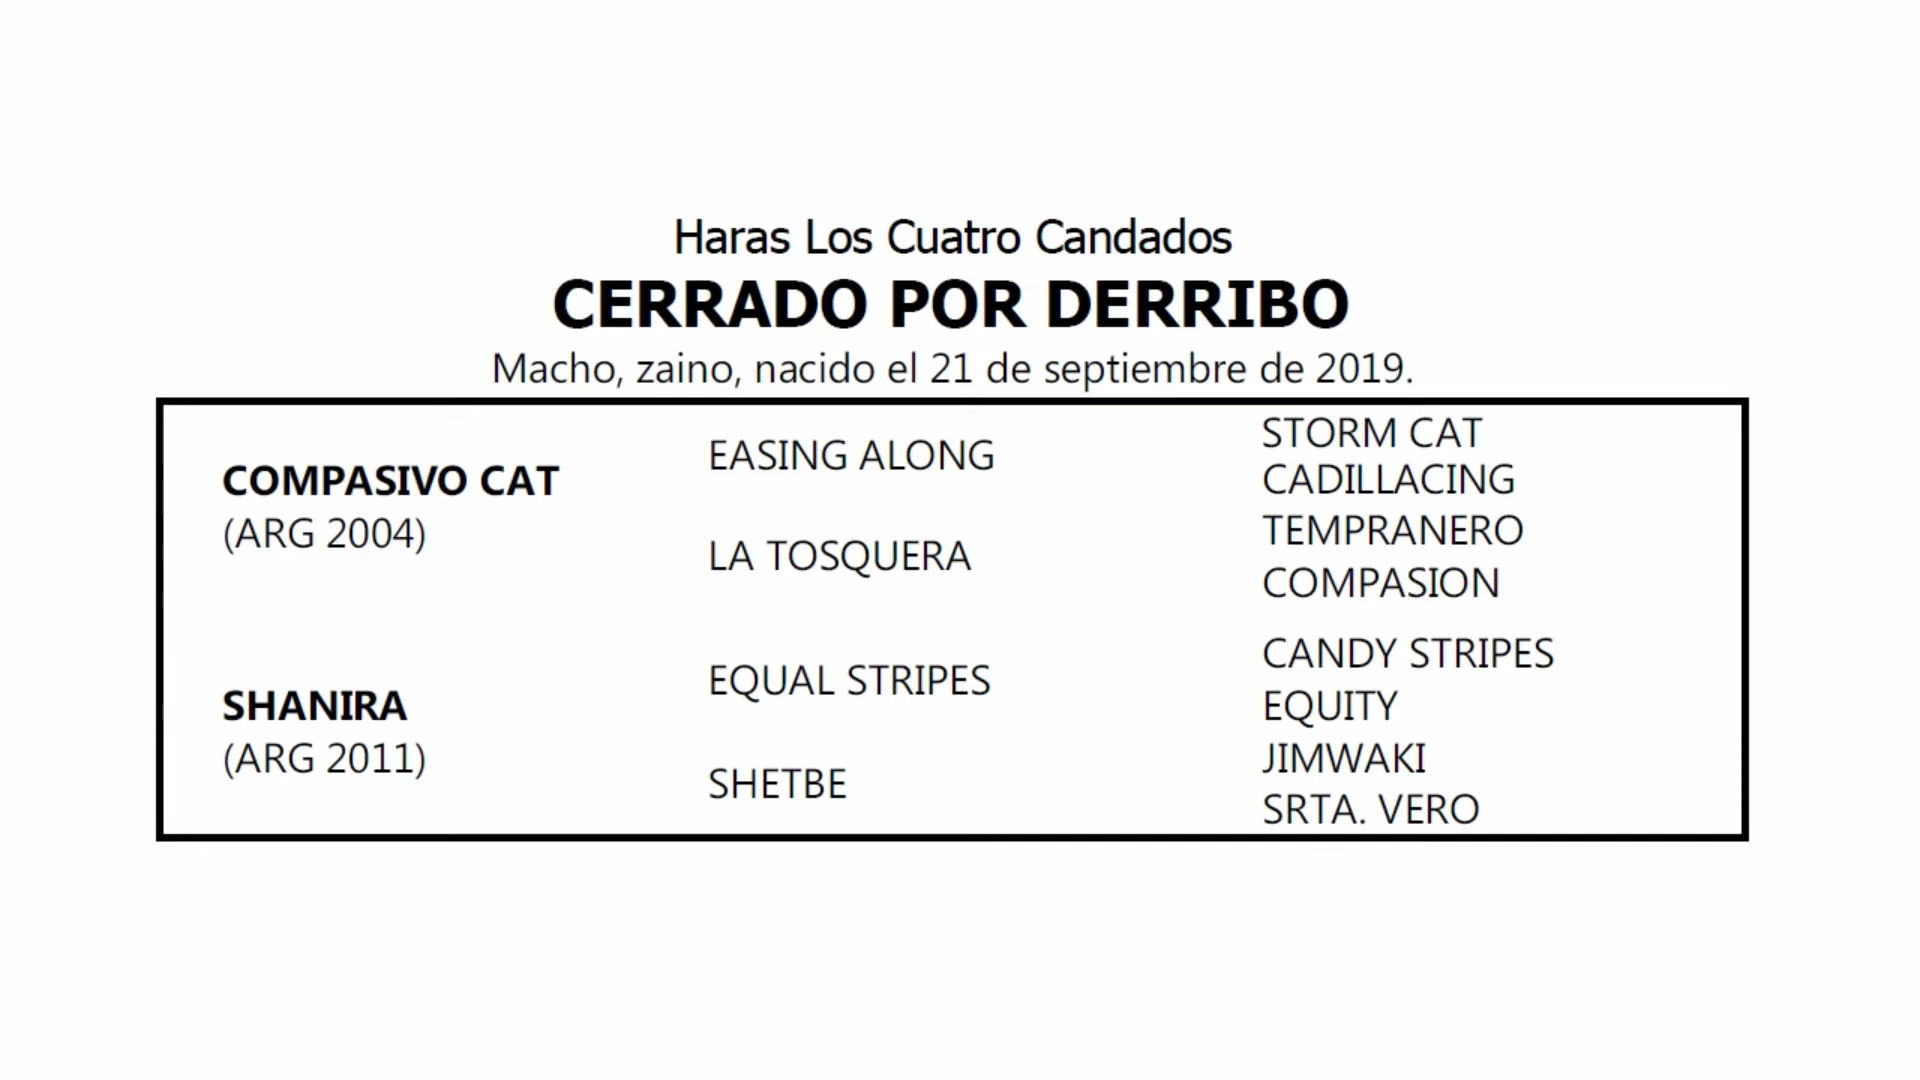 Haras Los Cuatro Candados
CERRADO POR DERRIBO
Macho, zaino, nacido el 21 de septiembre de 2019.
COMPASIVO CAT
(ARG 2004)
EASING ALONG
LA TOSQUERA
STORM CAT
CADILLACING
TEMPRANERO
COMPASION
SHANIRA
(ARG 2011)
EQUAL STRIPES
SHETBE
CANDY STRIPES
EQUITY
JIMWAKI
SRTA. VERO